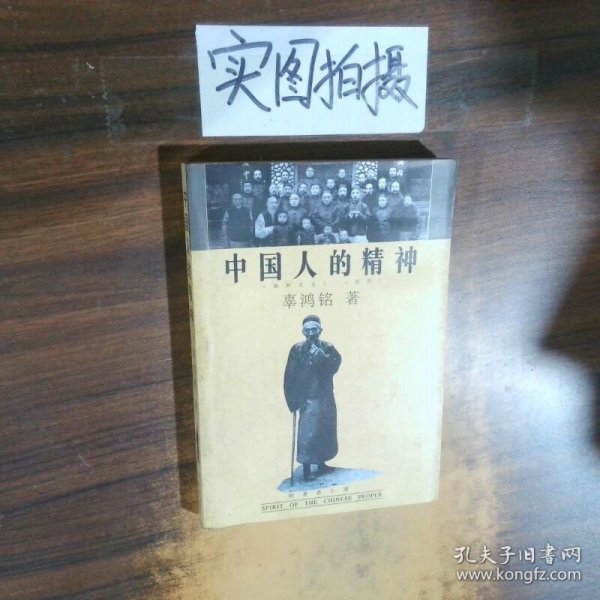 实图拍摄
中国人的精神
辜鸿铭 著
SPIRIT OF THE CHINESE PEOPLE
孔夫子旧书网
www.kongfz.com